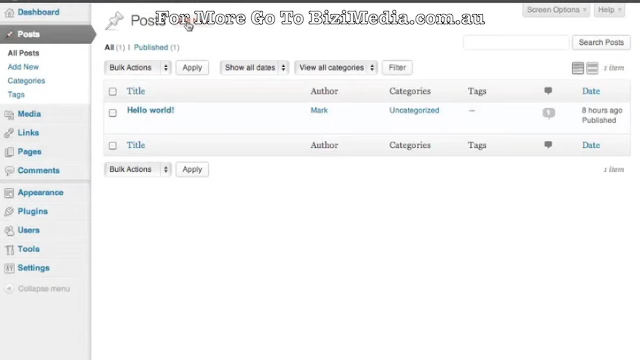 Dashboard
Screen Options
Help
Posts
For More Go To BiziMedia.com.au
Posts
All (1) | Published (1)
All Posts
Add New
Categories
Tags
Media
Links
Pages
Comments
Appearance
Plugins
Users
Tools
Settings
Collapse menu
Search Posts
Bulk Actions Apply Show all dates View all categories Filter 1 item
Title Author Categories Tags Date
Hello world! Mark Uncategorized — 8 hours ago
Published
Title Author Categories Tags Date
Bulk Actions Apply 1 item